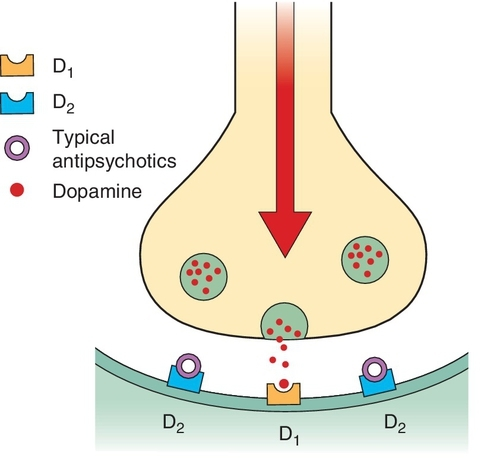 D1
D2
Typical
antipsychotics
Dopamine
D2
D1
D2